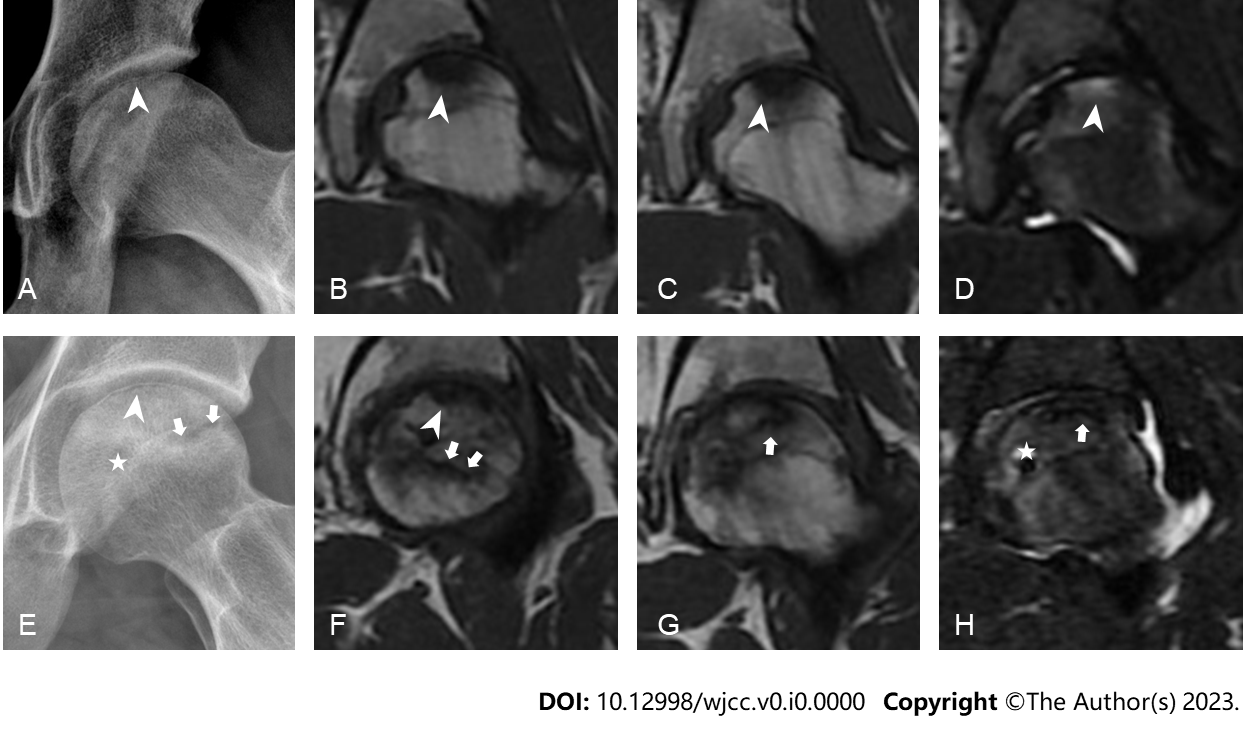 A
B
C
D
E
F
G
H
DOI: 10.12998/wjcc.v0.i0.0000 Copyright ©The Author(s) 2023.